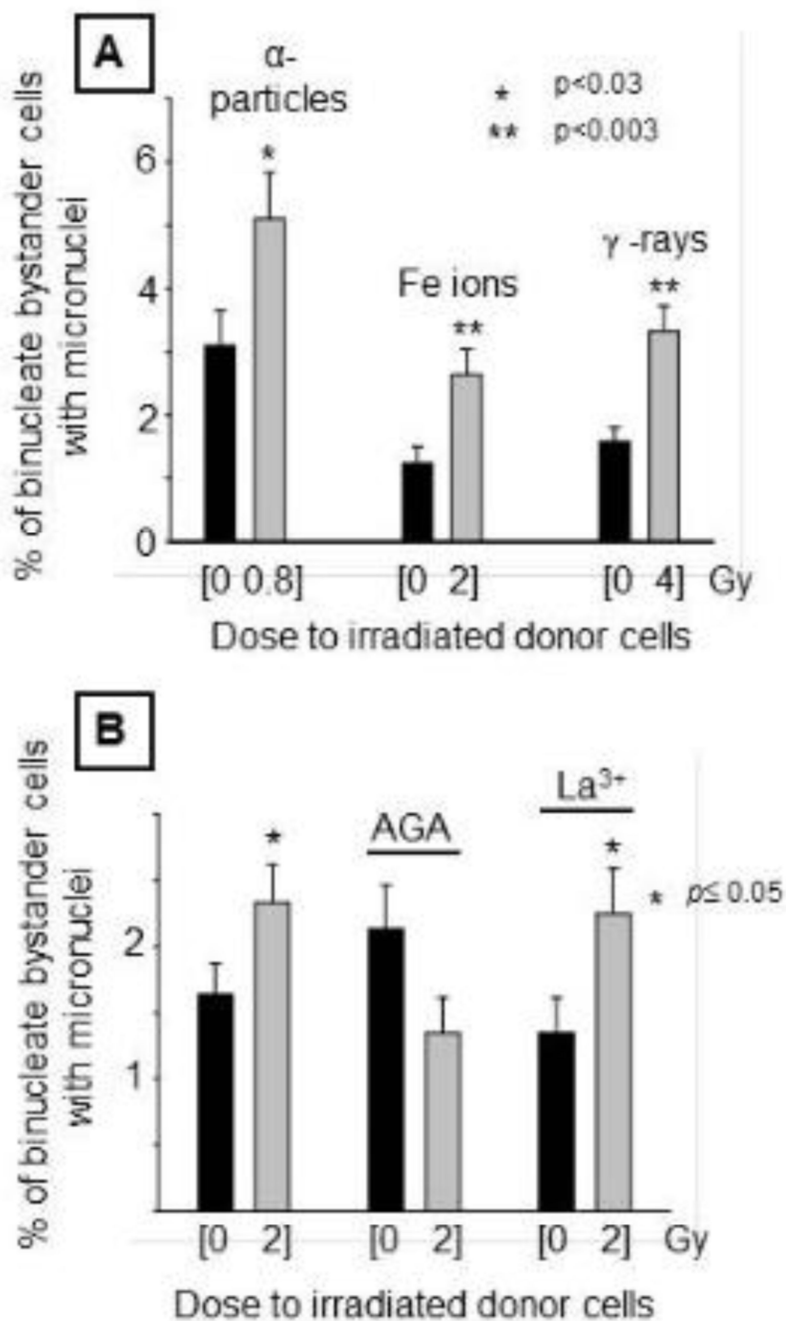 A
α-
particles
* p<0.03
** p<0.003
*
γ -rays
Fe ions
**
**
% of binucleate bystander cells
with micronuclei
6
4
2
0
[0 0.8] [0 2] [0 4] Gy
Dose to irradiated donor cells
B
La³⁺
AGA
*
*
* p≤ 0.05
% of binucleate bystander cells
with micronuclei
2
1
[0 2] [0 2] [0 2] Gy
Dose to irradiated donor cells